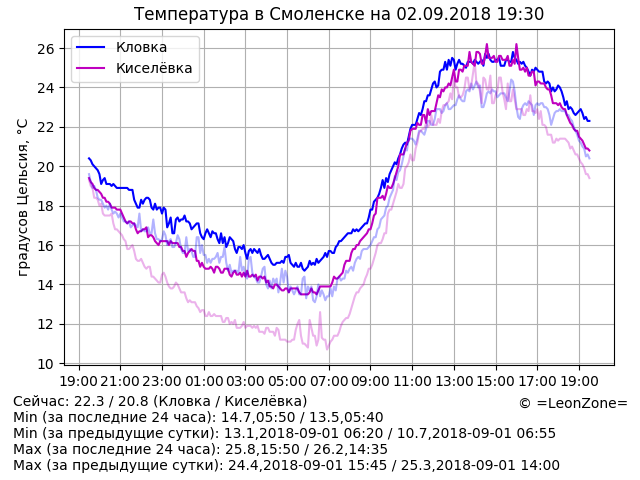 Температура в Смоленске на 02.09.2018 19:30
Кловка
Киселёвка
градусов Цельсия, °C
26
24
22
20
18
16
14
12
10
19:00 21:00 23:00 01:00 03:00 05:00 07:00 09:00 11:00 13:00 15:00 17:00 19:00
Сейчас: 22.3 / 20.8 (Кловка / Киселёвка)
© =LeonZone=
Min (за последние 24 часа): 14.7,05:50 / 13.5,05:40
Min (за предыдущие сутки): 13.1,2018-09-01 06:20 / 10.7,2018-09-01 06:55
Max (за последние 24 часа): 25.8,15:50 / 26.2,14:35
Max (за предыдущие сутки): 24.4,2018-09-01 15:45 / 25.3,2018-09-01 14:00